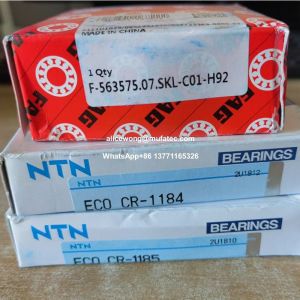 MADE IN CHINA
FAG
1 Qty
F-563575.07.SKL-C01-H92
alicewong@mufatec.com
WhatsApp+86 13771165326
NTN
BEARINGS
NTN
2U1812
ECO CR-1184
NTN
BEARINGS
NTN
2U1810
ECO CR-1185